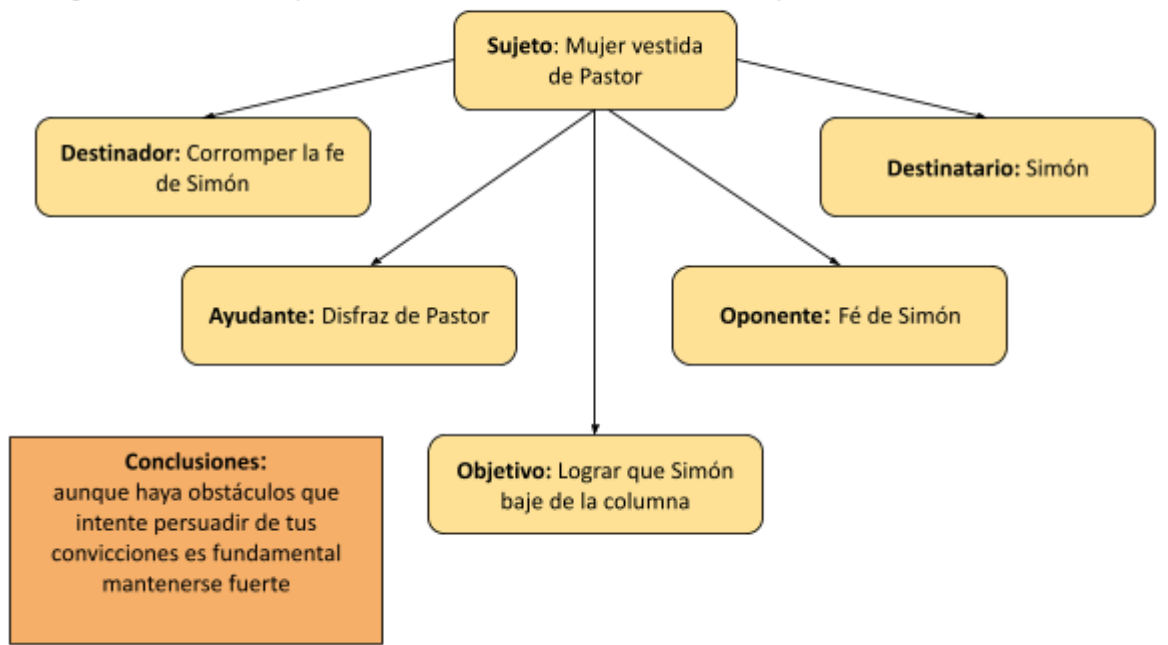 Sujeto: Mujer vestida
de Pastor
Destinador: Corromper la fe
de Simón
Destinatario: Simón
Ayudante: Disfraz de Pastor
Oponente: Fé de Simón
Objetivo: Lograr que Simón
baje de la columna
Conclusiones:
aunque haya obstáculos que
intente persuadir de tus
convicciones es fundamental
mantenerse fuerte